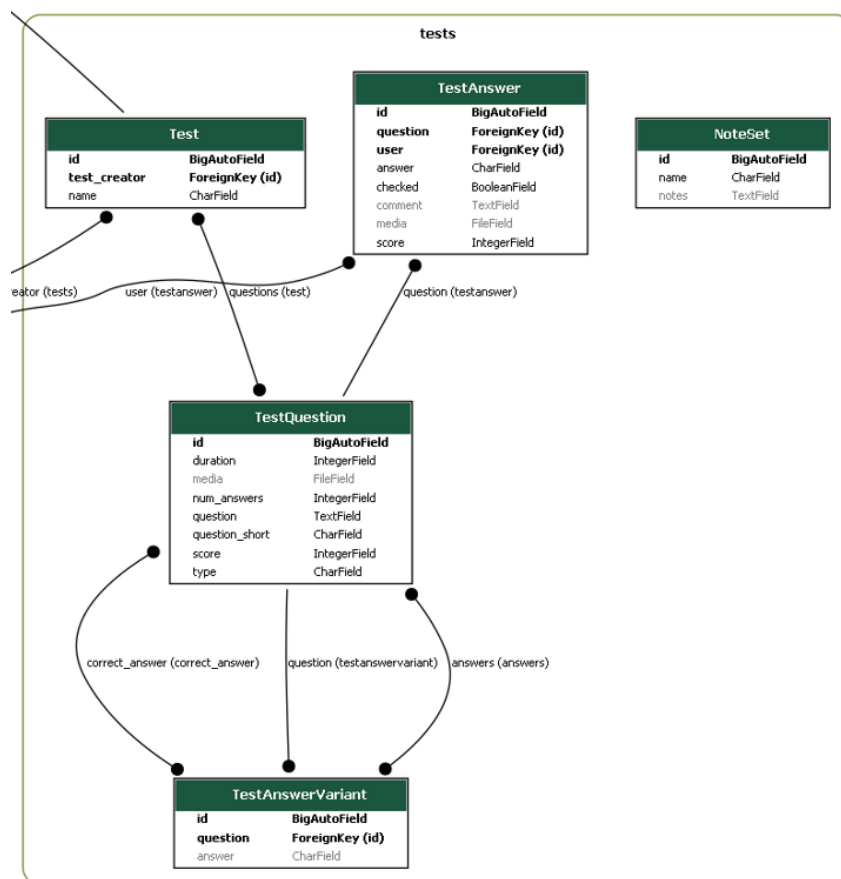 tests
TestAnswer
id BigAutoField
question ForeignKey (id)
user ForeignKey (id)
answer CharField
checked BooleanField
comment TextField
media FileField
score IntegerField
Test
id BigAutoField
test_creator ForeignKey (id)
name CharField
NoteSet
id BigAutoField
name CharField
notes TextField
eator (tests)
user (testanswer)
questions (test)
question (testanswer)
TestQuestion
id BigAutoField
duration IntegerField
media FileField
num_answers IntegerField
question TextField
question_short CharField
score IntegerField
type CharField
correct_answer (correct_answer)
question (testanswervariant)
answers (answers)
TestAnswerVariant
id BigAutoField
question ForeignKey (id)
answer CharField